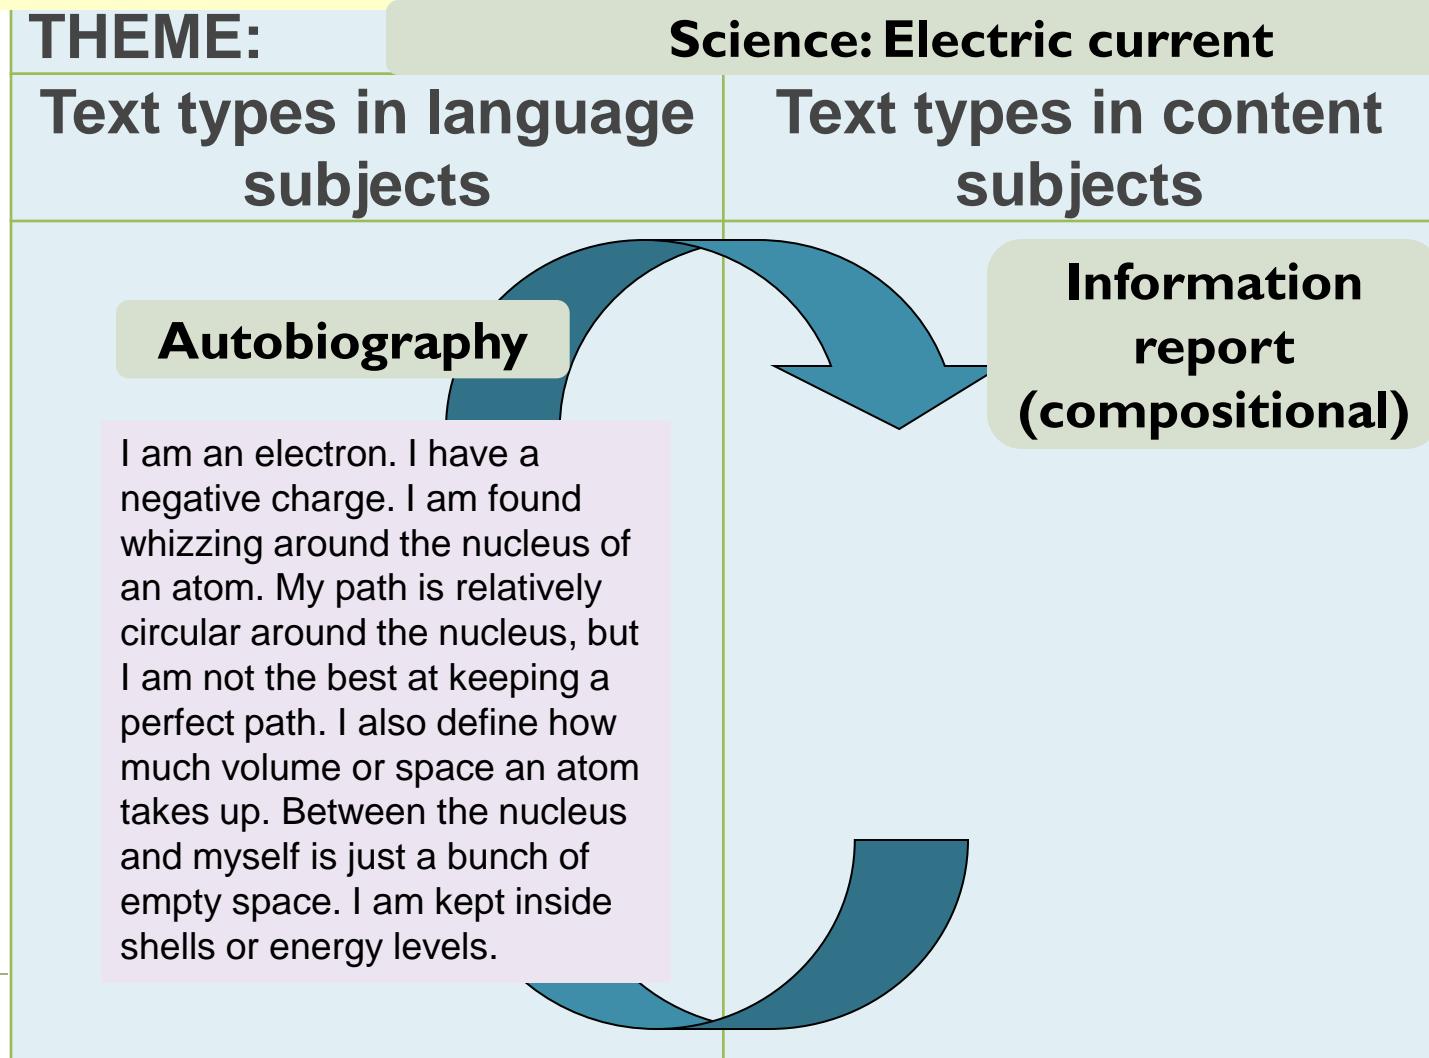 THEME:
Science: Electric current
Text types in language
subjects
Text types in content
subjects
Autobiography
I am an electron. I have a
negative charge. I am found
whizzing around the nucleus of
an atom. My path is relatively
circular around the nucleus, but
I am not the best at keeping a
perfect path. I also define how
much volume or space an atom
takes up. Between the nucleus
and myself is just a bunch of
empty space. I am kept inside
shells or energy levels.
Information
report
(compositional)